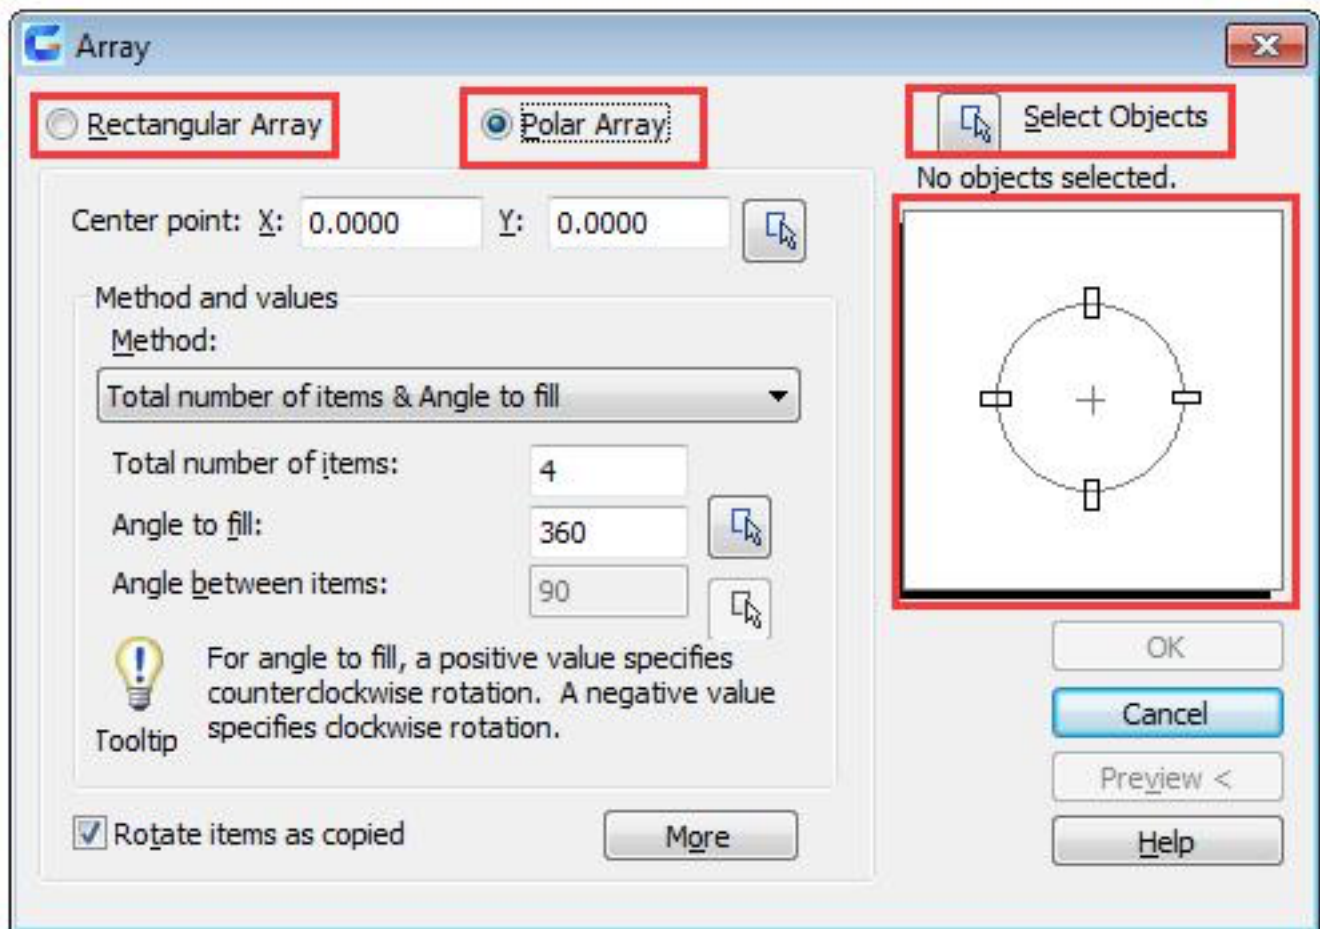 Array
Rectangular Array
Polar Array
Select Objects
No objects selected.
Center point: X: 0.0000 Y: 0.0000
Method and values
Method:
Total number of items & Angle to fill
Total number of items: 4
Angle to fill: 360
Angle between items: 90
For angle to fill, a positive value specifies
counterclockwise rotation. A negative value
specifies clockwise rotation.
Tooltip
Rotate items as copied
More
OK
Cancel
Preview <
Help